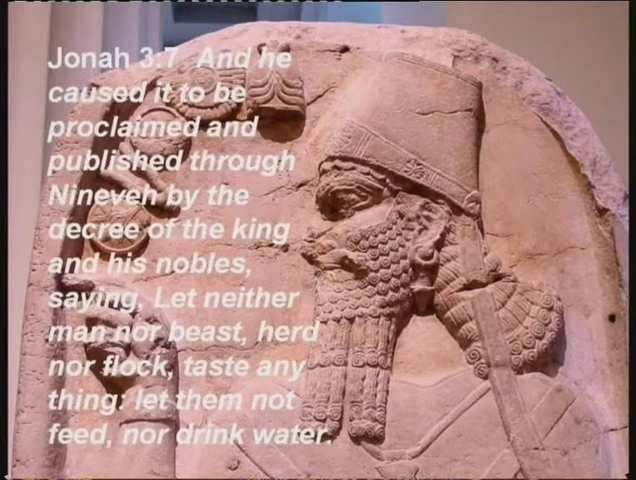 Jonah 3:7 And he
caused it to be
proclaimed and
published through
Nineveh by the
decree of the king
and his nobles,
saying, Let neither
man nor beast, herd
nor flock, taste any
thing: let them not
feed, nor drink water.